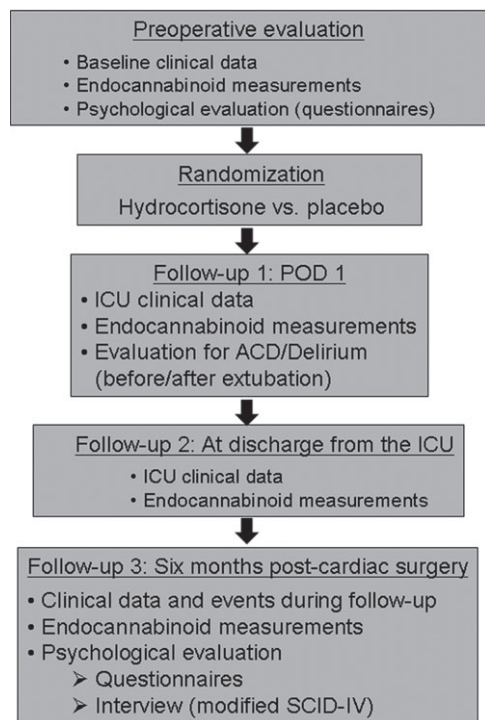 Preoperative evaluation
• Baseline clinical data
• Endocannabinoid measurements
• Psychological evaluation (questionnaires)
Randomization
Hydrocortisone vs. placebo
Follow-up 1: POD 1
• ICU clinical data
• Endocannabinoid measurements
• Evaluation for ACD/Delirium
(before/after extubation)
Follow-up 2: At discharge from the ICU
• ICU clinical data
• Endocannabinoid measurements
Follow-up 3: Six months post-cardiac surgery
• Clinical data and events during follow-up
• Endocannabinoid measurements
• Psychological evaluation
➢ Questionnaires
➢ Interview (modified SCID-IV)